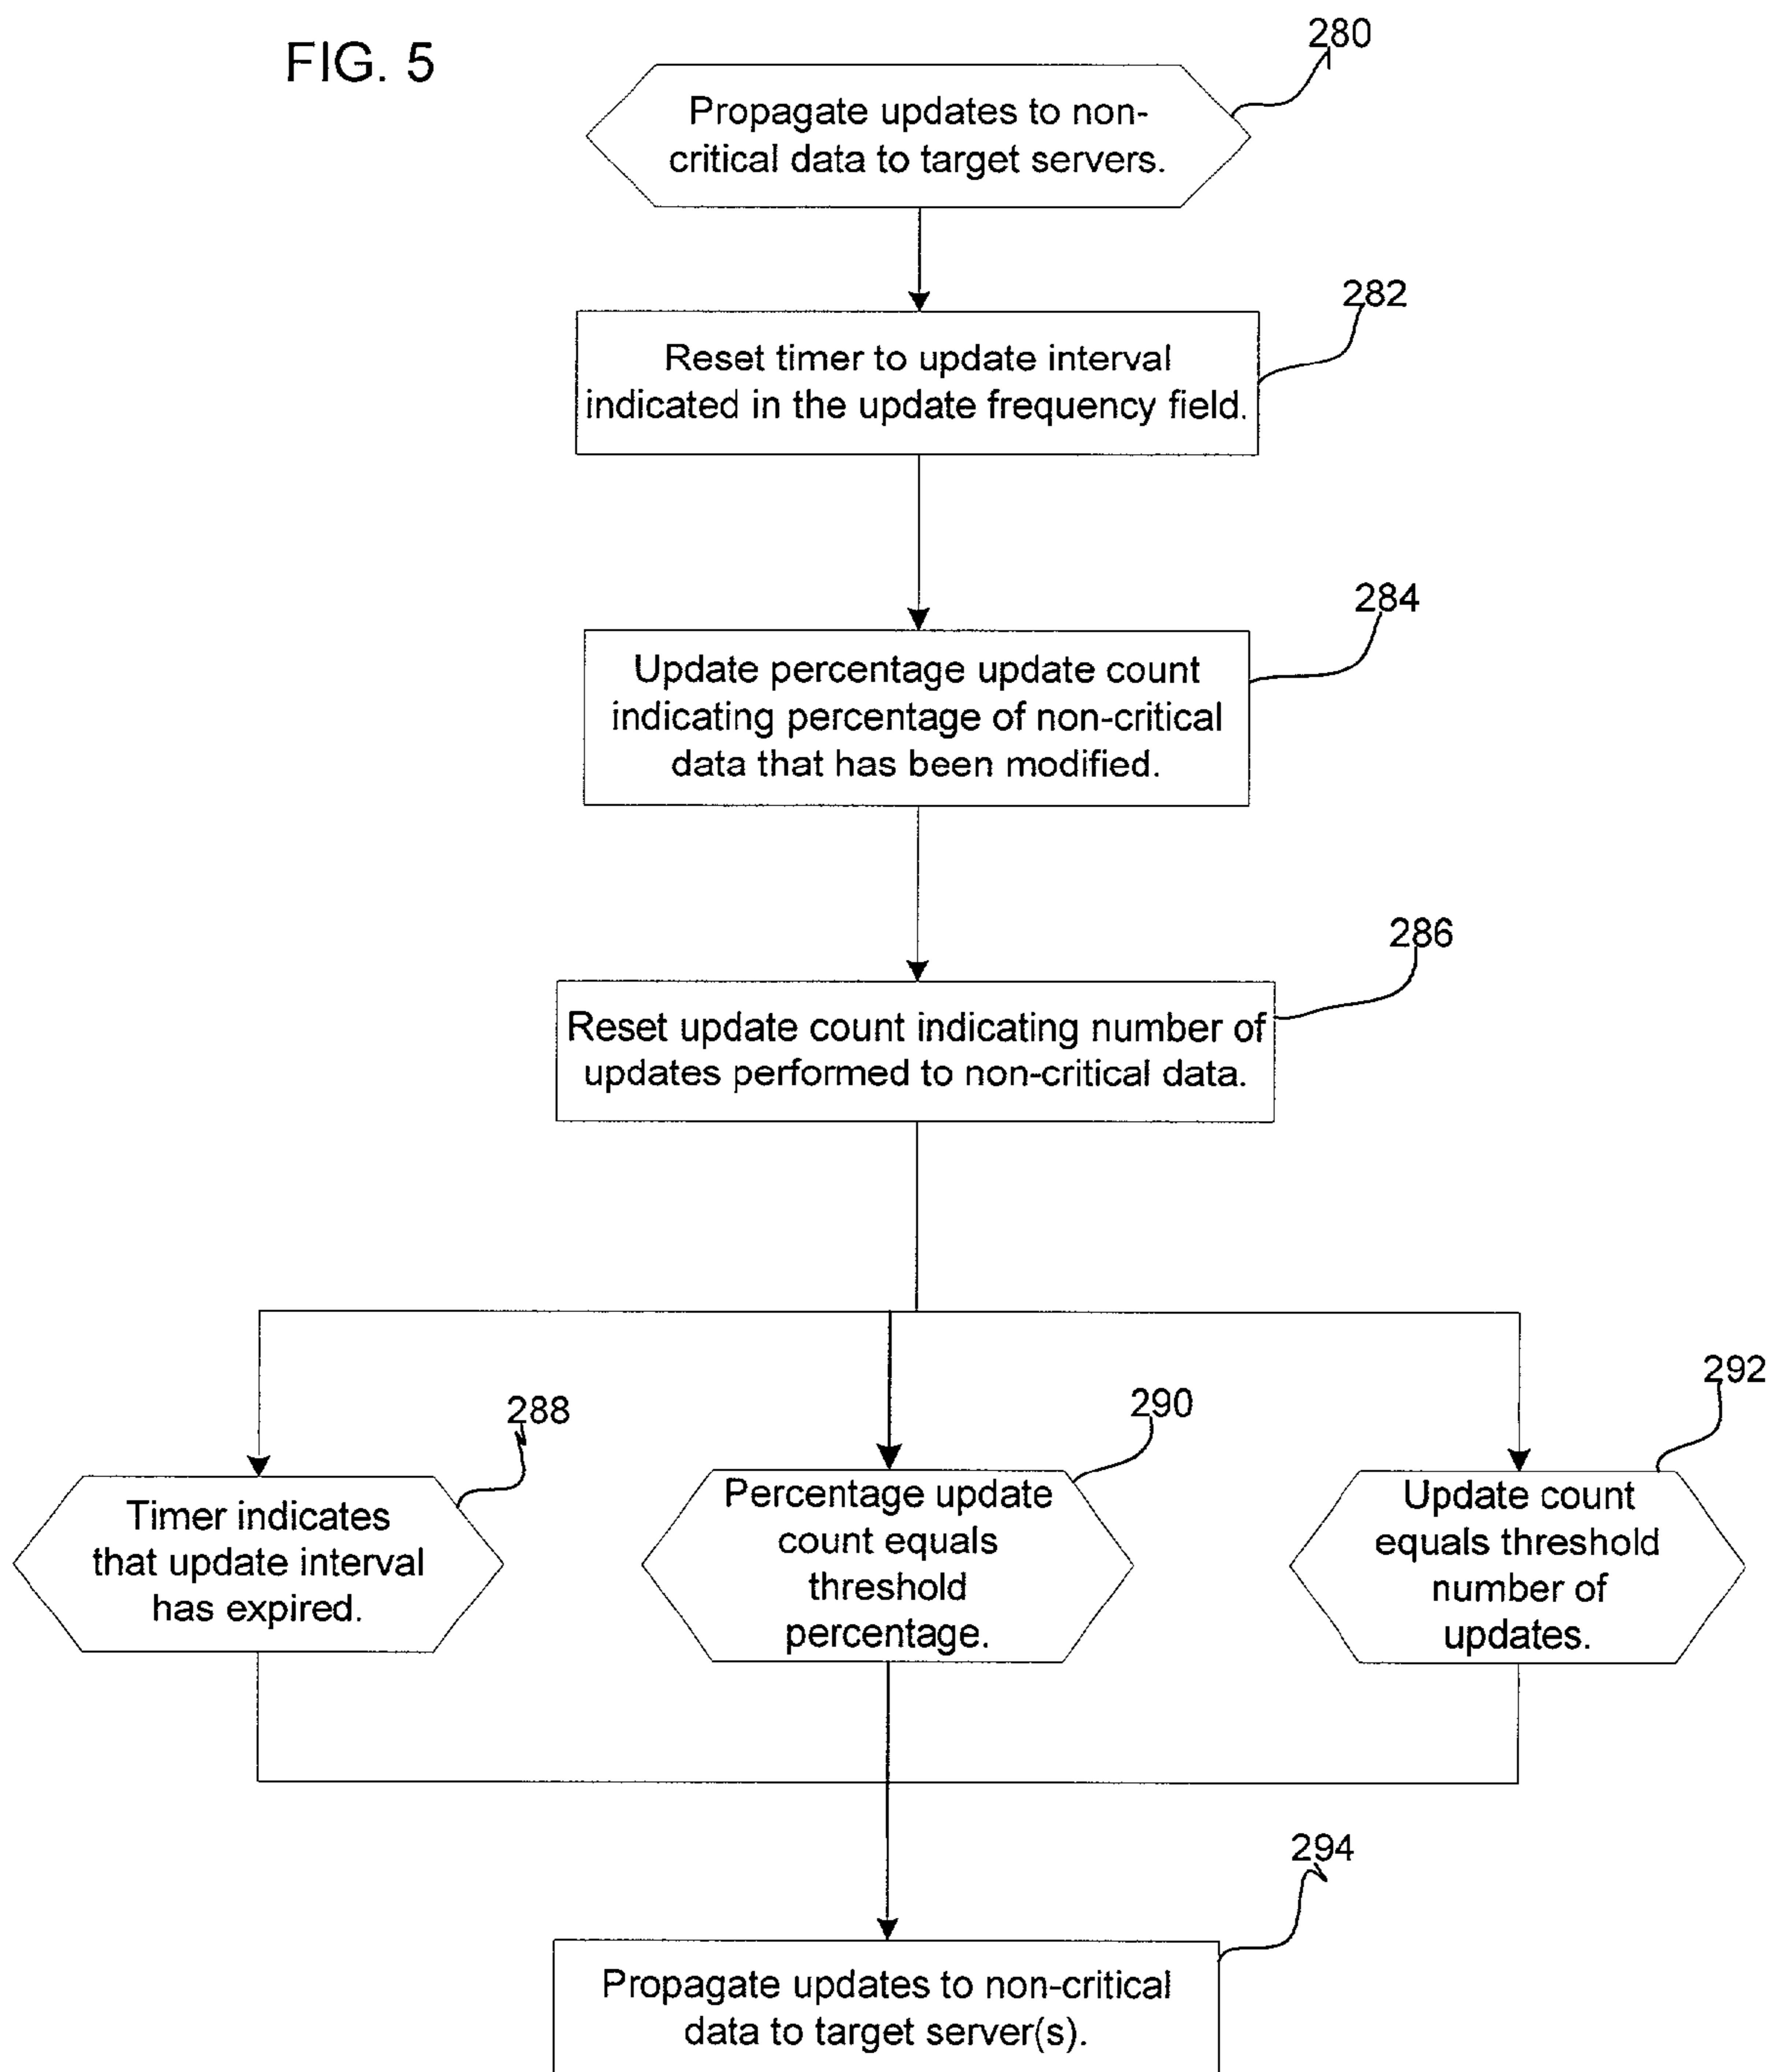 FIG. 5
280
Propagate updates to non-
critical data to target servers.
282
Reset timer to update interval
indicated in the update frequency field.
284
Update percentage update count
indicating percentage of non-critical
data that has been modified.
286
Reset update count indicating number of
updates performed to non-critical data.
288
Timer indicates
that update interval
has expired.
290
Percentage update
count equals
threshold
percentage.
292
Update count
equals threshold
number of
updates.
294
Propagate updates to non-critical
data to target server(s).